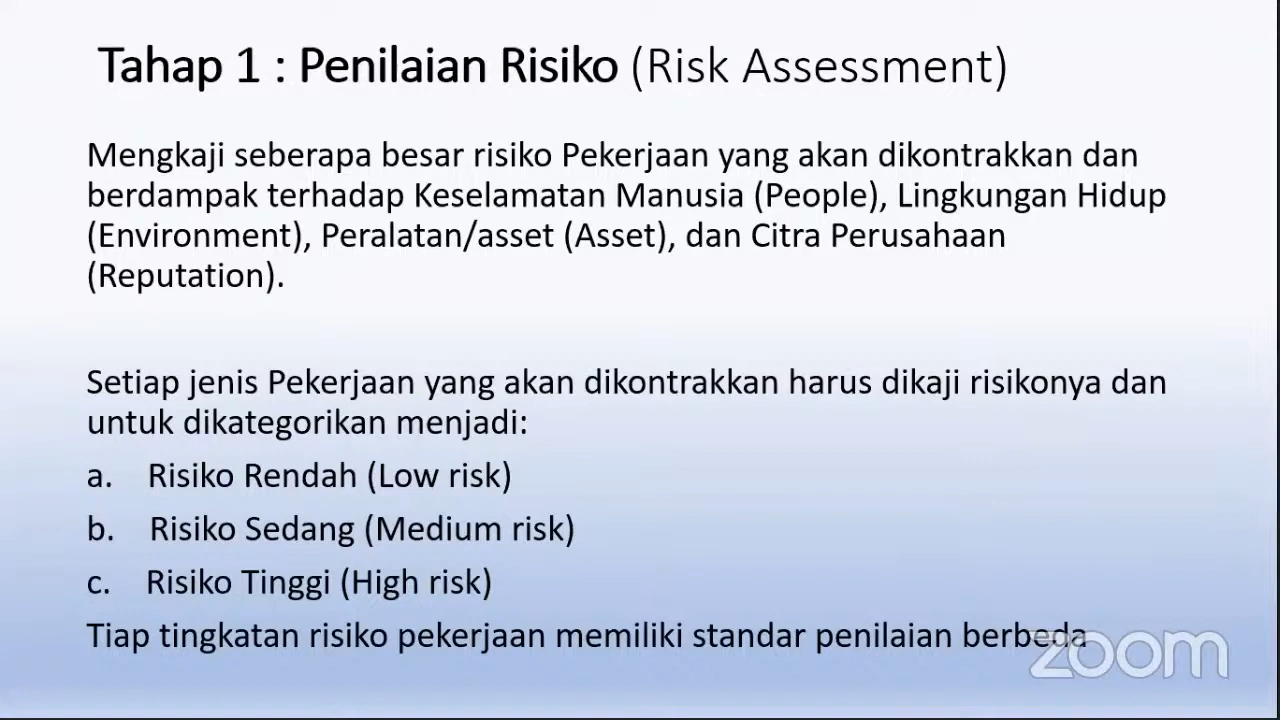 Tahap 1 : Penilaian Risiko (Risk Assessment)
Mengkaji seberapa besar risiko Pekerjaan yang akan dikontrakkan dan
berdampak terhadap Keselamatan Manusia (People), Lingkungan Hidup
(Environment), Peralatan/asset (Asset), dan Citra Perusahaan
(Reputation).
Setiap jenis Pekerjaan yang akan dikontrakkan harus dikaji risikonya dan
untuk dikategorikan menjadi:
a. Risiko Rendah (Low risk)
b. Risiko Sedang (Medium risk)
c. Risiko Tinggi (High risk)
Tiap tingkatan risiko pekerjaan memiliki standar penilaian berbeda
zoom